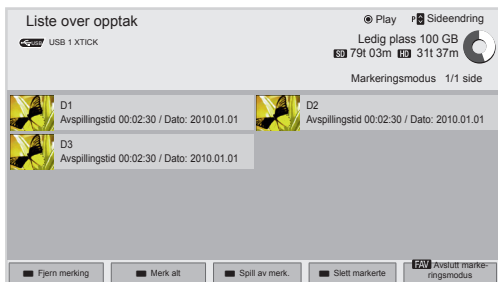 Liste over opptak
Play P Sideendring
USB USB 1 XTICK
Ledig plass 100 GB
SD 79t 03m HD 31t 37m
Markeringsmodus 1/1 side
D1
Avspillingstid 00:02:30 / Dato: 2010.01.01
D2
Avspillingstid 00:02:30 / Dato: 2010.01.01
D3
Avspillingstid 00:02:30 / Dato: 2010.01.01
Fjern merking
Merk alt
Spill av merk.
Slett markerte
FAV Avslutt marke-
ringsmodus